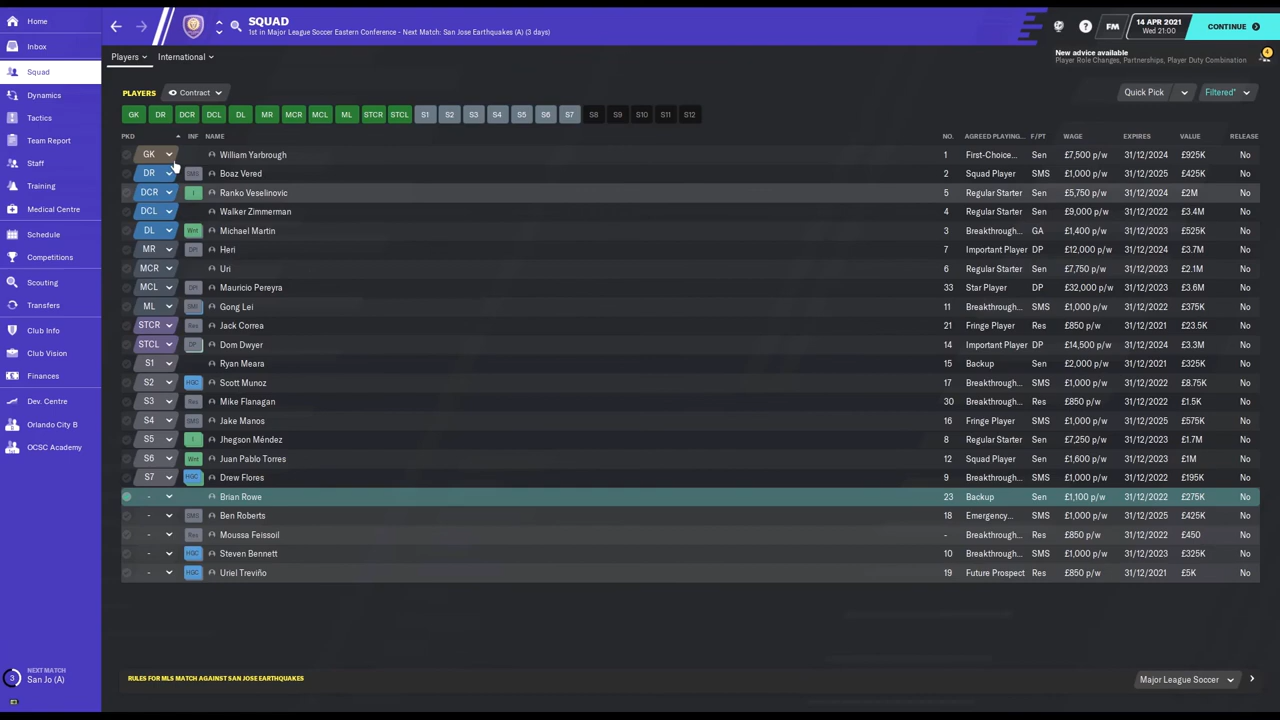 Home
SQUAD
1st in Major League Soccer Eastern Conference - Next Match: San Jose Earthquakes (A) (3 days)
FM
14 APR 2021
Wed 21:00
CONTINUE
Inbox
Squad
Dynamics
Tactics
Team Report
Staff
Training
Medical Centre
Schedule
Competitions
Scouting
Transfers
Club Info
Club Vision
Finances
Dev. Centre
Orlando City B
OCSC Academy
NEXT MATCH
3 San Jo (A)
Players International
New advice available
Player Role Changes, Partnerships, Player Duty Combination
4
PLAYERS Contract Quick Pick Filtered*
GK DR DCR DCL DL MR MCR MCL ML STCR STCL S1 S2 S3 S4 S5 S6 S7 S8 S9 S10 S11 S12
PKD INF NAME NO. AGREED PLAYING... F/PT WAGE EXPIRES VALUE RELEASE
GK William Yarbrough 1 First-Choice... Sen £7,500 p/w 31/12/2024 £925K No
DR SMS Boaz Vered 2 Squad Player SMS £1,000 p/w 31/12/2025 £425K No
DCR I Ranko Veselinovic 5 Regular Starter Sen £5,750 p/w 31/12/2024 £2M No
DCL Walker Zimmerman 4 Regular Starter Sen £9,000 p/w 31/12/2022 £3.4M No
DL Wnt Michael Martin 3 Breakthrough... GA £1,400 p/w 31/12/2023 £525K No
MR DP Heri 7 Important Player DP £12,000 p/w 31/12/2024 £3.7M No
MCR Uri 6 Regular Starter Sen £7,750 p/w 31/12/2023 £2.1M No
MCL DP Mauricio Pereyra 33 Star Player DP £32,000 p/w 31/12/2023 £3.6M No
ML SMS Gong Lei 11 Breakthrough... SMS £1,000 p/w 31/12/2022 £375K No
STCR Res Jack Correa 21 Fringe Player Res £850 p/w 31/12/2021 £23.5K No
STCL DP Dom Dwyer 14 Important Player DP £14,500 p/w 31/12/2023 £3.3M No
S1 Ryan Meara 15 Backup Sen £2,000 p/w 31/12/2021 £325K No
S2 HGC Scott Munoz 17 Breakthrough... SMS £1,000 p/w 31/12/2022 £8.75K No
S3 Res Mike Flanagan 30 Breakthrough... Res £850 p/w 31/12/2022 £1.5K No
S4 SMS Jake Manos 16 Fringe Player SMS £1,000 p/w 31/12/2025 £575K No
S5 I Jhegson Méndez 8 Regular Starter Sen £7,250 p/w 31/12/2023 £1.7M No
S6 Wnt Juan Pablo Torres 12 Squad Player Sen £1,600 p/w 31/12/2023 £1M No
S7 HGC Drew Flores 9 Breakthrough... SMS £1,000 p/w 31/12/2022 £195K No
- Brian Rowe 23 Backup Sen £1,100 p/w 31/12/2022 £275K No
- SMS Ben Roberts 18 Emergency... SMS £1,000 p/w 31/12/2025 £425K No
- Res Moussa Feissoil - Breakthrough... Res £850 p/w 31/12/2022 £450 No
- HGC Steven Bennett 10 Breakthrough... SMS £1,000 p/w 31/12/2023 £325K No
- HGC Uriel Treviño 19 Future Prospect Res £850 p/w 31/12/2021 £5K No
RULES FOR MLS MATCH AGAINST SAN JOSE EARTHQUAKES
Major League Soccer